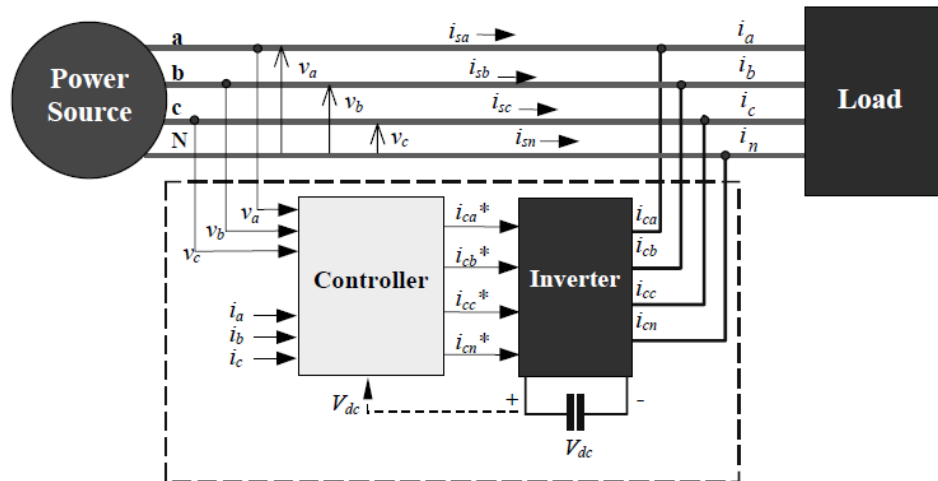 a
i_sa
i_a
Power
Source
v_a
b
i_sb
i_b
Load
v_b
c
i_sc
i_c
N
v_c
i_sn
i_n
v_a
i_ca*
i_ca
v_b
v_c
i_cb*
i_cb
Controller
Inverter
i_a
i_cc*
i_cc
i_b
i_cn*
i_cn
i_c
V_dc
+
-
V_dc